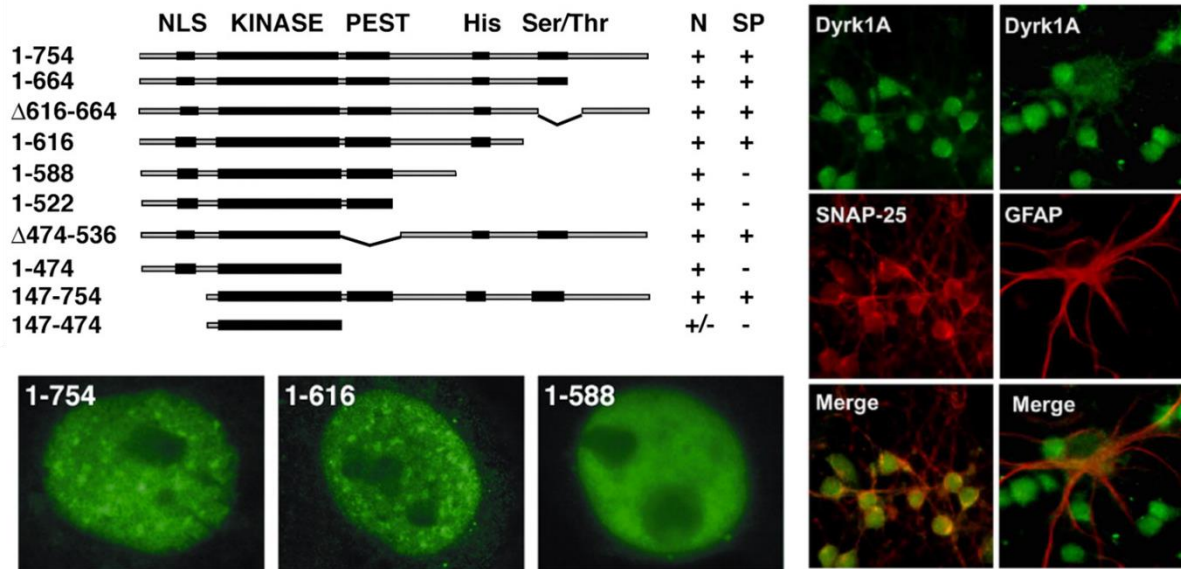 NLS KINASE PEST His Ser/Thr N SP
1-754 + +
1-664 + +
Δ616-664 + +
1-616 + +
1-588 + -
1-522 + -
Δ474-536 + +
1-474 + -
147-754 + +
147-474 +/- -
1-754
1-616
1-588
Dyrk1A
Dyrk1A
SNAP-25
GFAP
Merge
Merge